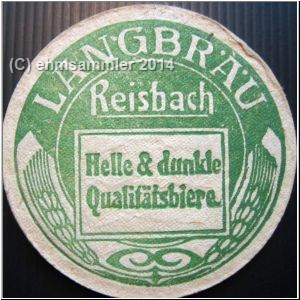 LANGBRÄU
(C) ehmsammler 2014
Reisbach
Helle & dunkle
Qualitätsbiere.